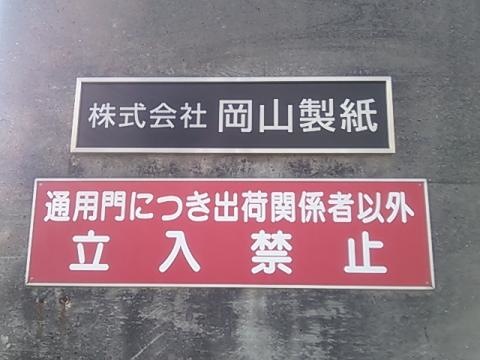 株式会社 岡山製紙
通用門につき出荷関係者以外
立入禁止